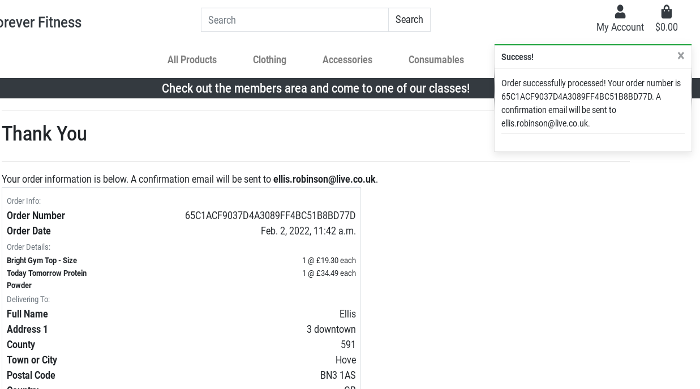 orever Fitness
Search
Search
My Account
$0.00
All Products
Clothing
Accessories
Consumables
Check out the members area and come to one of our classes!
Success!
×
Order successfully processed! Your order number is
65C1ACF9037D4A3089FF4BC51B8BD77D. A
confirmation email will be sent to
ellis.robinson@live.co.uk.
Thank You
Your order information is below. A confirmation email will be sent to ellis.robinson@live.co.uk.
Order Info:
Order Number 65C1ACF9037D4A3089FF4BC51B8BD77D
Order Date Feb. 2, 2022, 11:42 a.m.
Order Details:
Bright Gym Top - Size 1 @ £19.30 each
Today Tomorrow Protein 1 @ £34.49 each
Powder
Delivering To:
Full Name Ellis
Address 1 3 downtown
County 591
Town or City Hove
Postal Code BN3 1AS